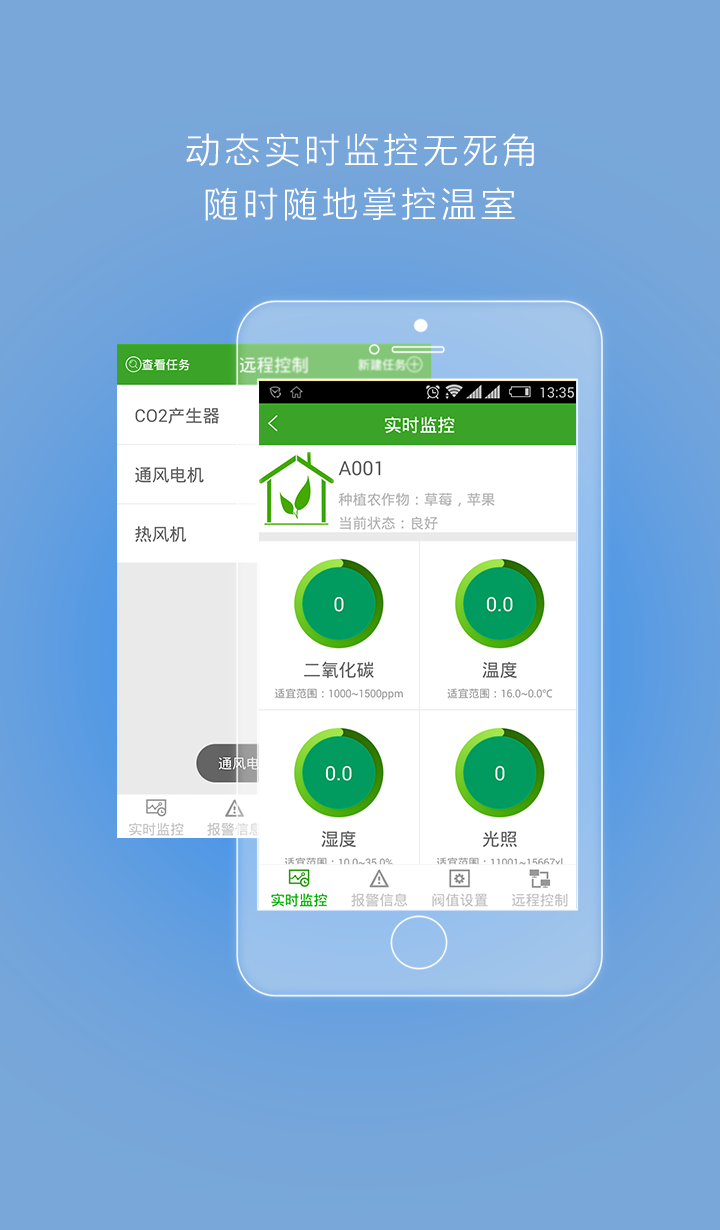 动态实时监控无死角
随时随地掌控温室
查看任务
远程控制
新建任务
CO2产生器
通风电机
热风机
通风电
实时监控
报警信息
13:35
实时监控
A001
种植农作物：草莓，苹果
当前状态：良好
0
0.0
二氧化碳
温度
适宜范围：1000~1500ppm
适宜范围：16.0~0.0℃
0.0
0
湿度
光照
适宜范围：10.0~35.0%
适宜范围：11001~15667xl
实时监控
报警信息
阀值设置
远程控制